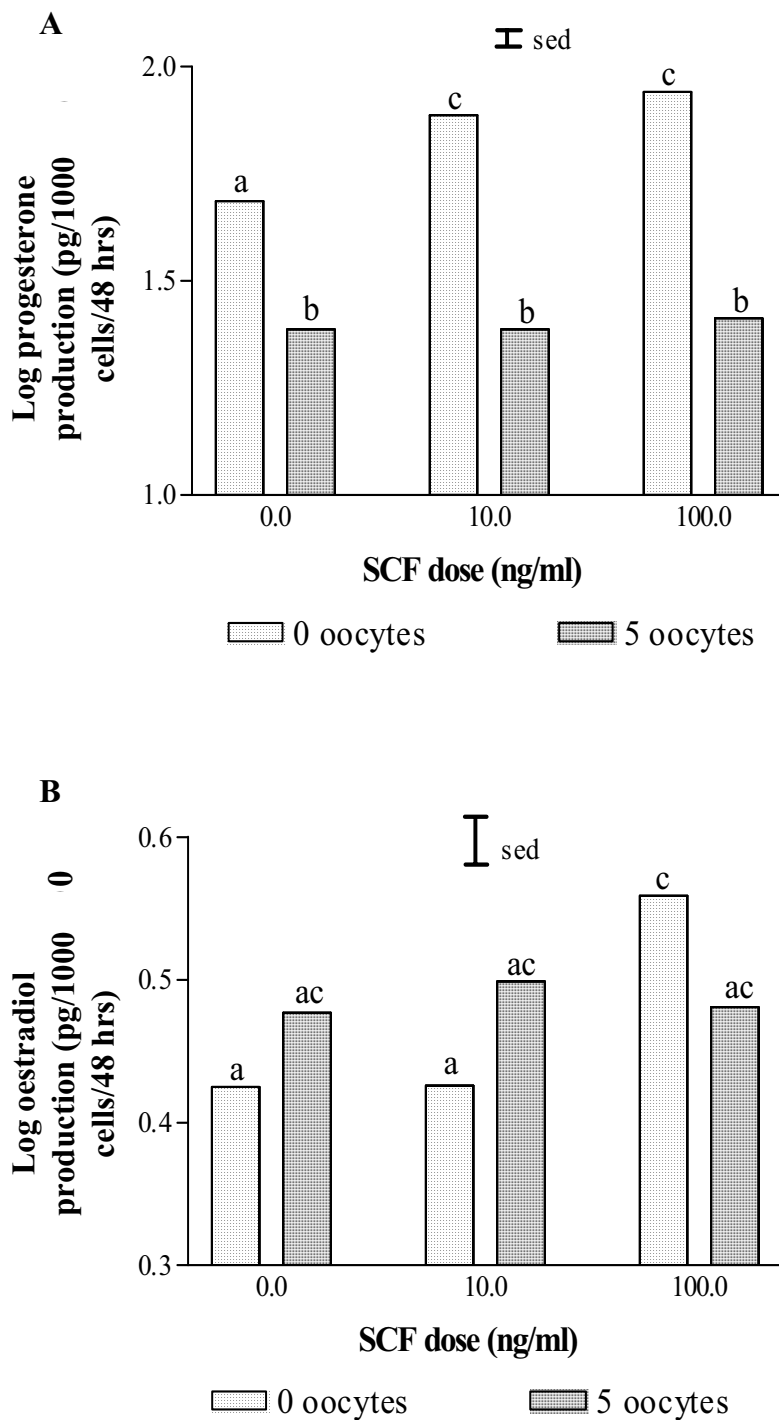 A
sed
2.0
c
c
a
Log progesterone
production (pg/1000
cells/48 hrs)
1.5
b
b
b
1.0
0.0
10.0
100.0
SCF dose (ng/ml)
0 oocytes
5 oocytes
B
0.6
sed
c
0
Log oestradiol
production (pg/1000
cells/48 hrs)
0.5
ac
ac
ac
a
a
0.4
0.3
0.0
10.0
100.0
SCF dose (ng/ml)
0 oocytes
5 oocytes